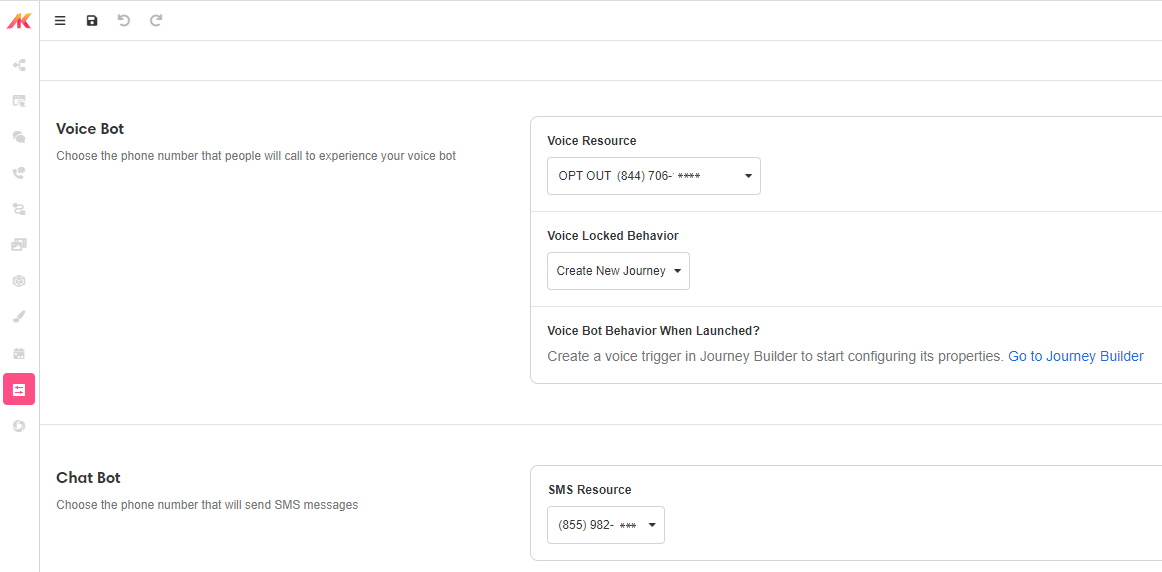 Voice Bot
Choose the phone number that people will call to experience your voice bot
Voice Resource
OPT OUT (844) 706- ****
Voice Locked Behavior
Create New Journey
Voice Bot Behavior When Launched?
Create a voice trigger in Journey Builder to start configuring its properties. Go to Journey Builder
Chat Bot
Choose the phone number that will send SMS messages
SMS Resource
(855) 982- ***